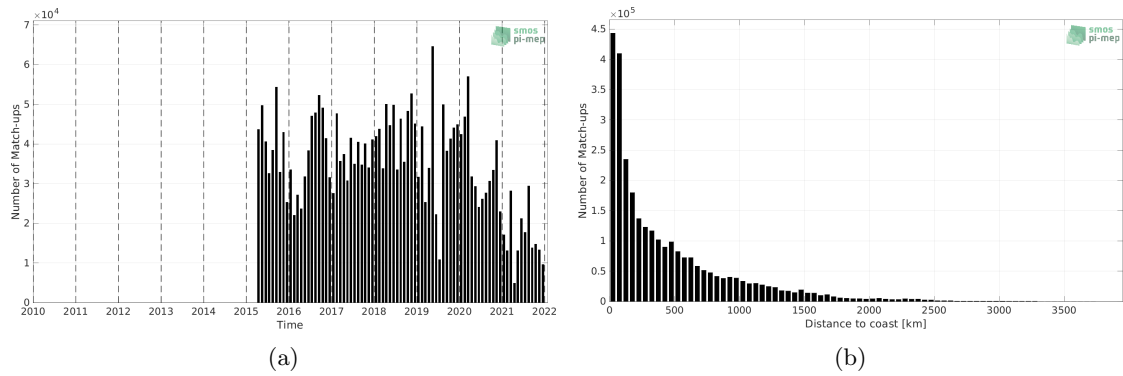 ×10⁴
7
6
5
4
3
2
1
0
Number of Match-ups
2010 2011 2012 2013 2014 2015 2016 2017 2018 2019 2020 2021 2022
Time
smos
pi-mep
(a)
×10⁵
4.5
4
3.5
3
2.5
2
1.5
1
0.5
0
Number of Match-ups
0 500 1000 1500 2000 2500 3000 3500
Distance to coast [km]
smos
pi-mep
(b)